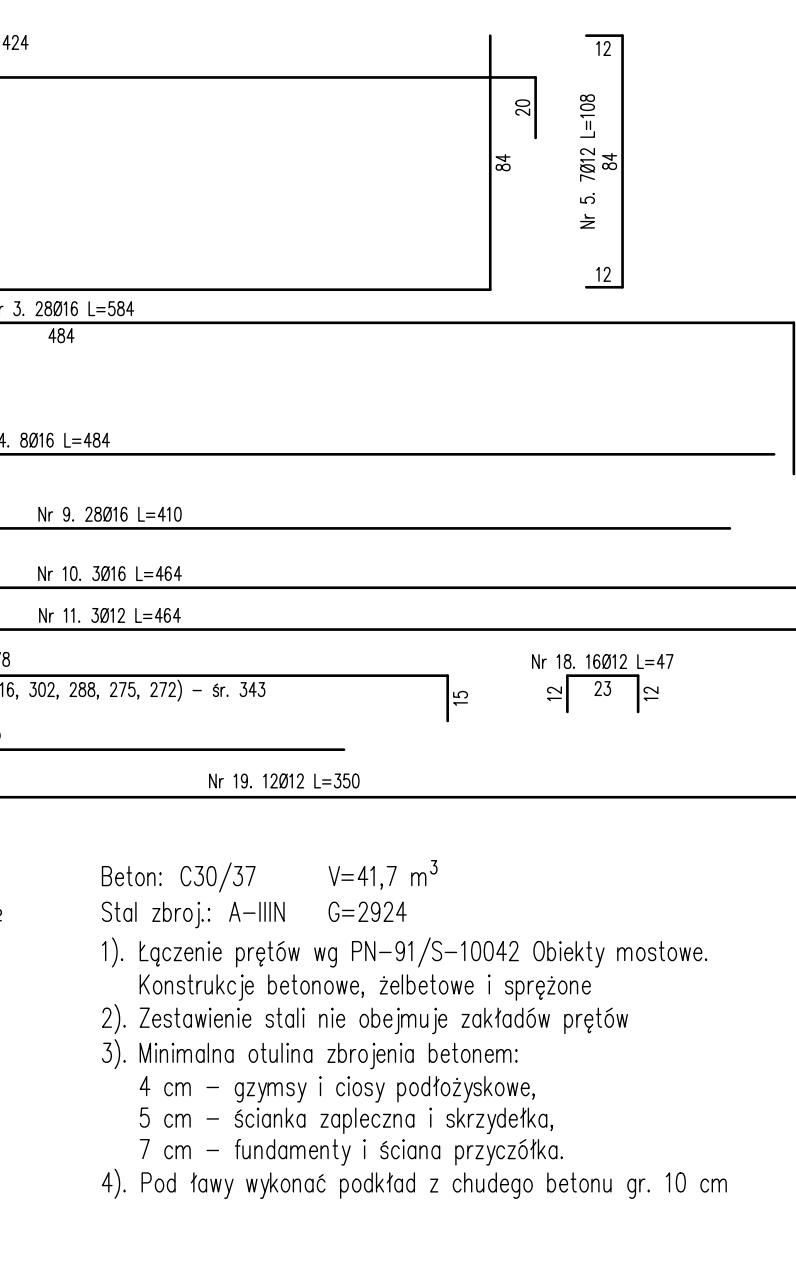 424
12
20
84
Nr 5. 7Ø12 L=108
84
12
3. 28Ø16 L=584
484
4. 8Ø16 L=484
Nr 9. 28Ø16 L=410
Nr 10. 3Ø16 L=464
Nr 11. 3Ø12 L=464
Nr 18. 16Ø12 L=47
302, 288, 275, 272) – śr. 343
15
12
23
12
Nr 19. 12Ø12 L=350
Beton: C30/37 V=41,7 m³
Stal zbroj.: A–IIIN G=2924
1). Łączenie prętów wg PN–91/S–10042 Obiekty mostowe.
Konstrukcje betonowe, żelbetowe i sprężone
2). Zestawienie stali nie obejmuje zakładów prętów
3). Minimalna otulina zbrojenia betonem:
4 cm – gzymsy i ciosy podłożyskowe,
5 cm – ścianka zapleczna i skrzydełka,
7 cm – fundamenty i ściana przyczółka.
4). Pod ławy wykonać podkład z chudego betonu gr. 10 cm